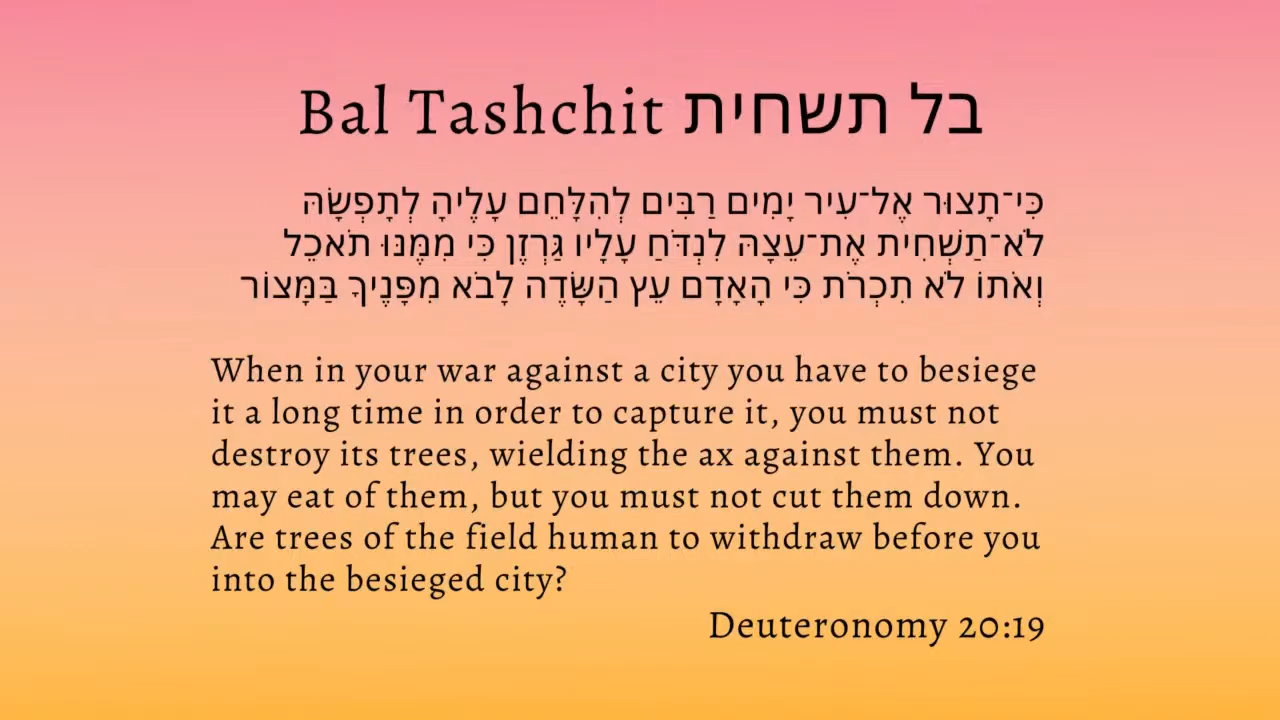 Bal Tashchit בל תשחית
כִּי־תָצוּר אֶל־עִיר יָמִים רַבִּים לְהִלָּחֵם עָלֶיהָ לְתָפְשָׂהּ
לֹא־תַשְׁחִית אֶת־עֵצָהּ לִנְדֹּחַ עָלָיו גַּרְזֶן כִּי מִמֶּנּוּ תֹאכֵל
וְאֹתוֹ לֹא תִכְרֹת כִּי הָאָדָם עֵץ הַשָּׂדֶה לָבֹא מִפָּנֶיךָ בַּמָּצוֹר
When in your war against a city you have to besiege
it a long time in order to capture it, you must not
destroy its trees, wielding the ax against them. You
may eat of them, but you must not cut them down.
Are trees of the field human to withdraw before you
into the besieged city?
Deuteronomy 20:19